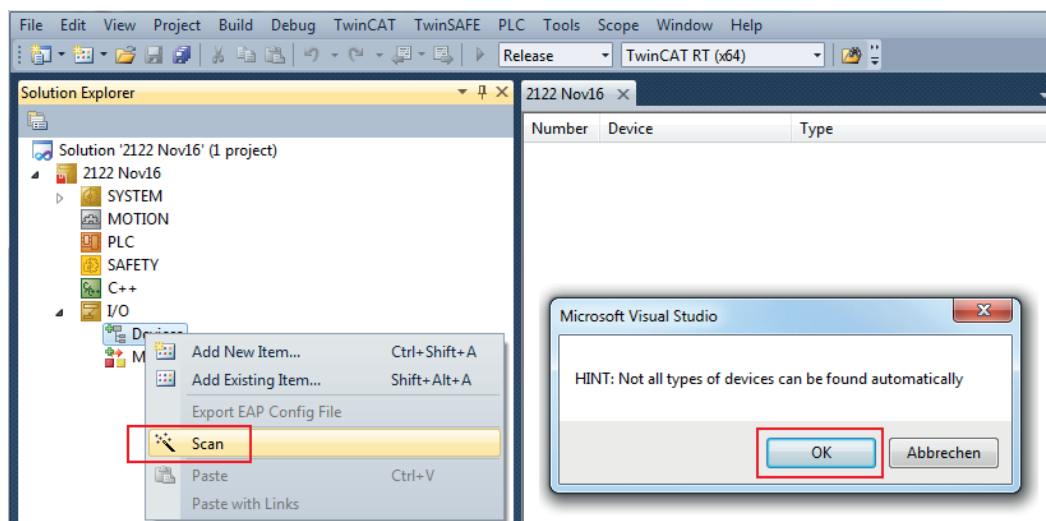 File Edit View Project Build Debug TwinCAT TwinSAFE PLC Tools Scope Window Help
Release TwinCAT RT (x64)
Solution Explorer
2122 Nov16
Number Device Type
Solution '2122 Nov16' (1 project)
2122 Nov16
SYSTEM
MOTION
PLC
SAFETY
C++
I/O
Devices
M
Add New Item... Ctrl+Shift+A
Add Existing Item... Shift+Alt+A
Export EAP Config File
Scan
Paste Ctrl+V
Paste with Links
Microsoft Visual Studio
HINT: Not all types of devices can be found automatically
OK Abbrechen